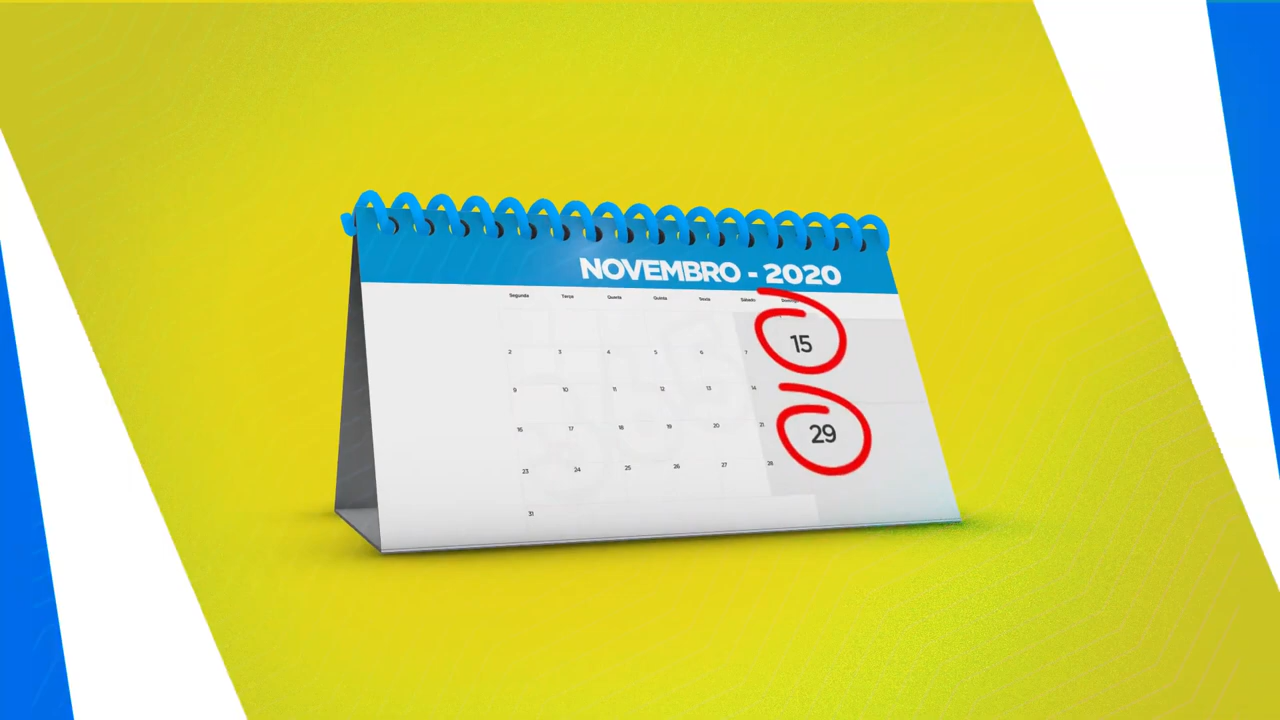 NOVEMBRO - 2020
Segunda Terça Quarta Quinta Sexta Sábado Domingo
15
2 3 4 5 6 7
9 10 11 12 13 14
29
16 17 18 19 20 21
23 24 25 26 27 28
31